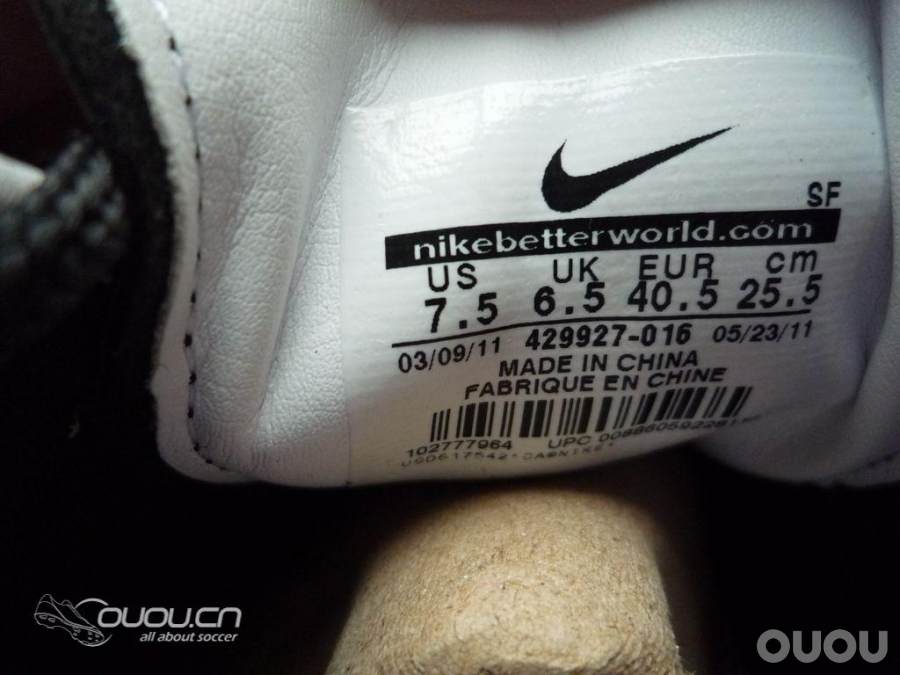 SF
nikebetterworld.com
US UK EUR cm
7.5 6.5 40.5 25.5
03/09/11 429927-016 05/23/11
MADE IN CHINA
FABRIQUE EN CHINE
102777964 UPC
OUOU.CN
all about soccer
OUOU